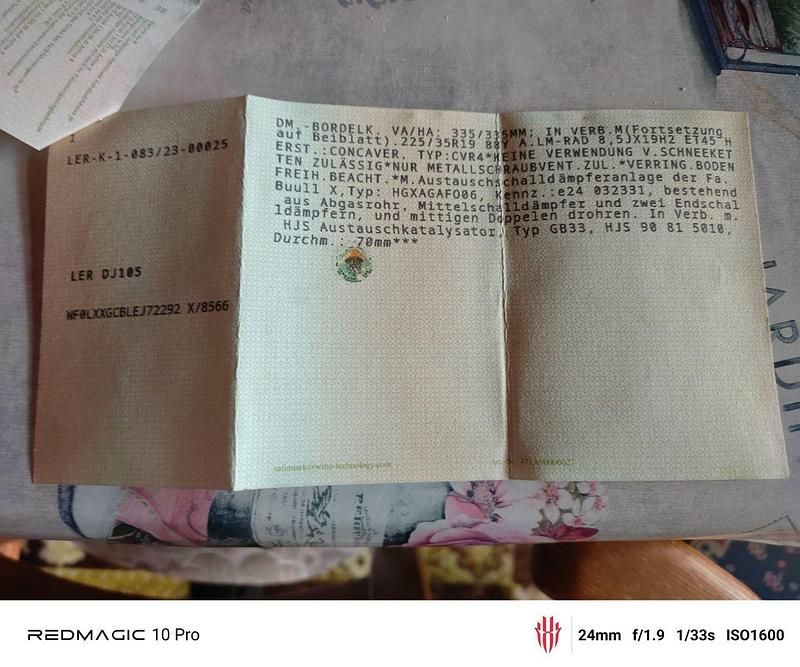 1
LER-K-1-083/23-00025
LER DJ105
WF0LXXGCBLEJ72292 X/8566
DM.-BORDELK. VA/HA: 335/335MM; IN VERB.M(Fortsetzung
auf Beiblatt).225/35R19 88Y A.LM-RAD 8,5JX19H2 ET45 H
ERST.:CONCAVER, TYP:CVR4*KEINE VERWENDUNG V.SCHNEEKET
TEN ZULÄSSIG*NUR METALLSCHRAUBVENT.ZUL.*VERRING.BODEN
FREIH.BEACHT.*M.Austauschschalldämpferanlage der Fa.
Buull X,Typ: HGXAGAFO06, Kennz.:e24 032331, bestehend
aus Abgasrohr, Mittelschalldämpfer und zwei Endschal
ldämpfern, und mittigen Doppelen drohren. In Verb. m.
HJS Austauschkatalysator, Typ GB33, HJS 90 81 5010,
Durchm.: 70mm***
REDMAGIC 10 Pro
24mm f/1.9 1/33s ISO1600